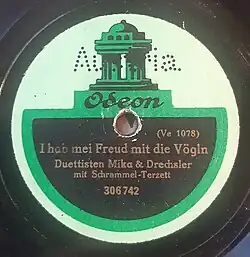 Austria.
Odeon
(Ve 1078)
I hab mei Freud mit die Vögln
Duettisten Mika & Drechsler
mit Schrammel-Terzett
306742